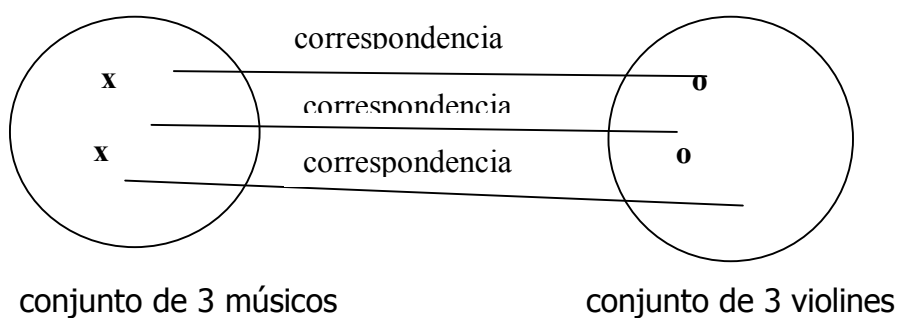 correspondencia
x o
correspondencia
x o
correspondencia
conjunto de 3 músicos conjunto de 3 violines